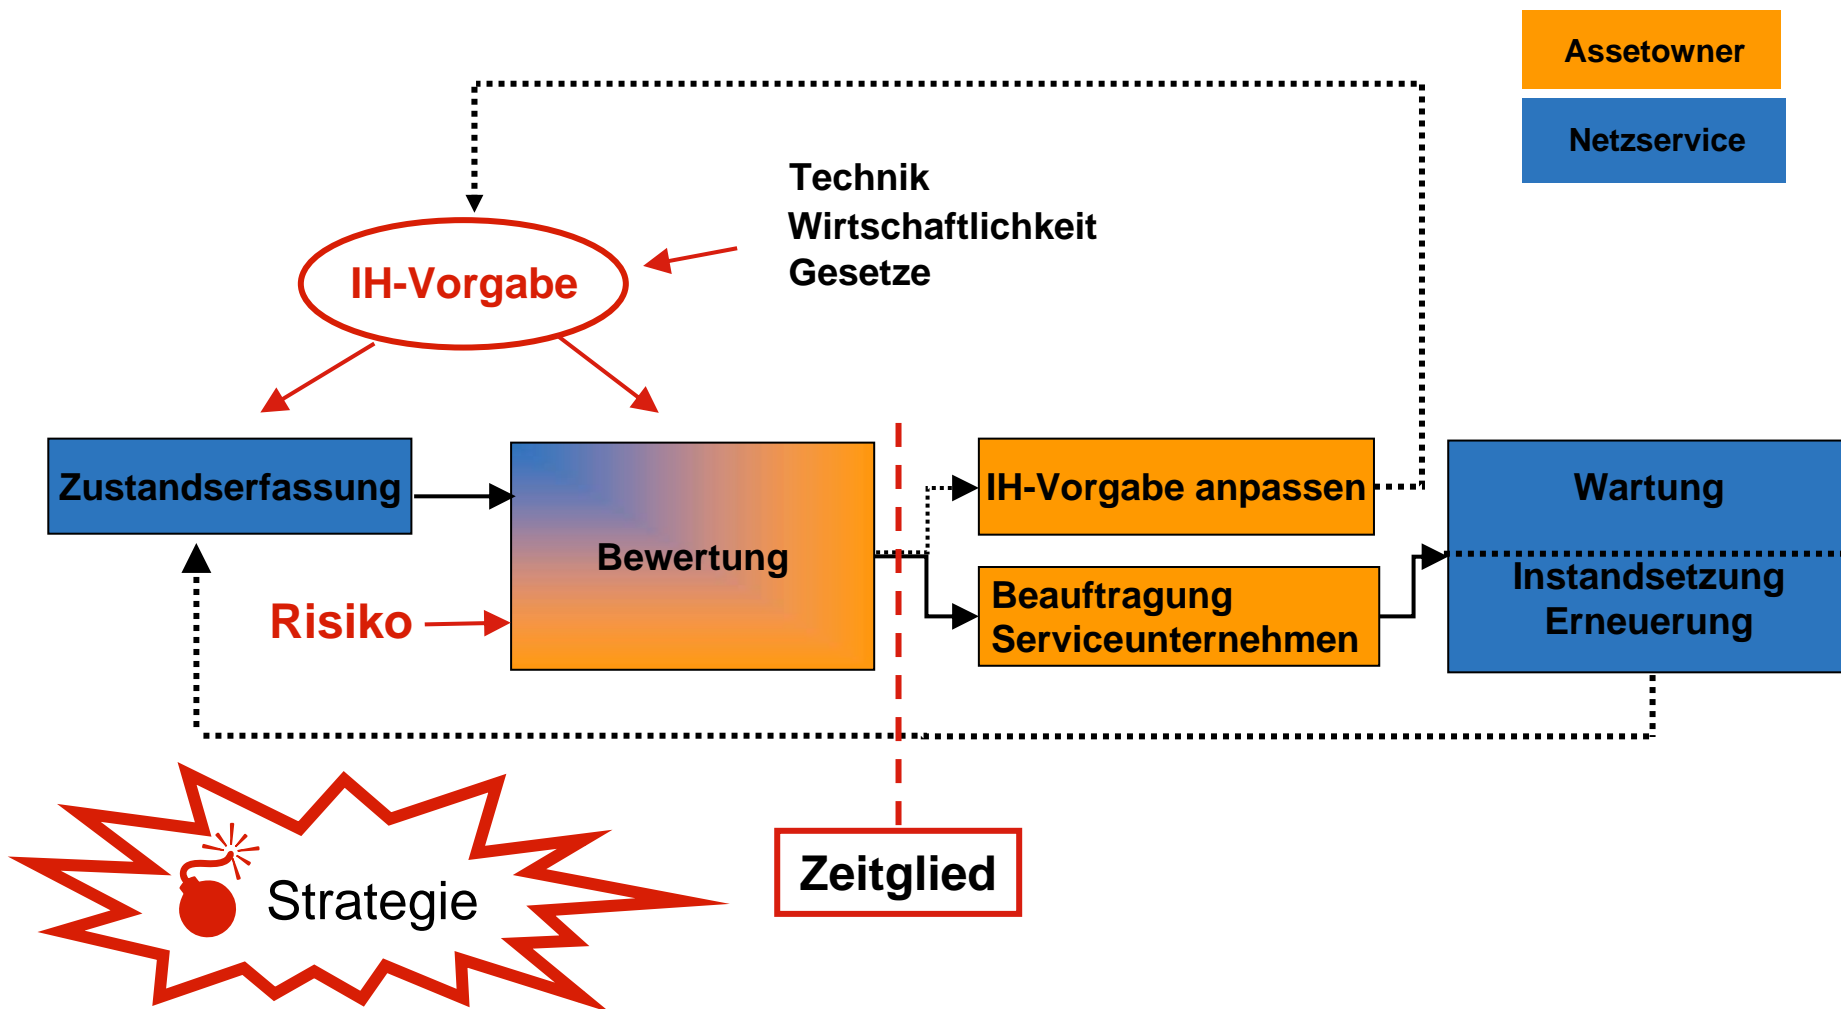 Assetowner
Netzservice
Technik
Wirtschaftlichkeit
Gesetze
IH-Vorgabe
Zustandserfassung
Bewertung
Risiko
IH-Vorgabe anpassen
Beauftragung
Serviceunternehmen
Wartung
Instandsetzung
Erneuerung
Zeitglied
Strategie